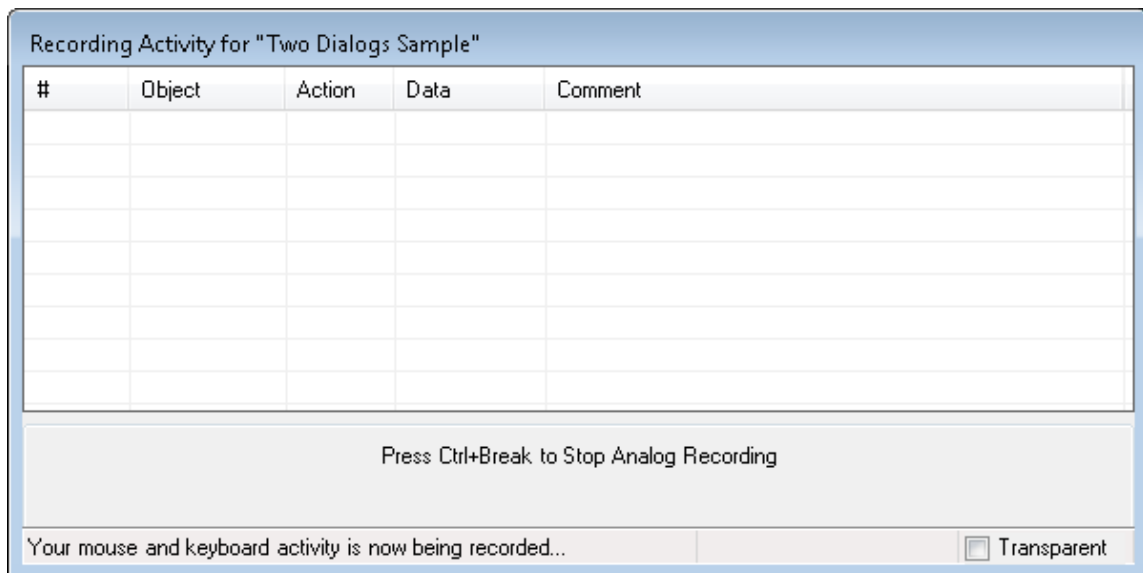 Recording Activity for "Two Dialogs Sample"
# Object Action Data Comment
Press Ctrl+Break to Stop Analog Recording
Your mouse and keyboard activity is now being recorded... Transparent